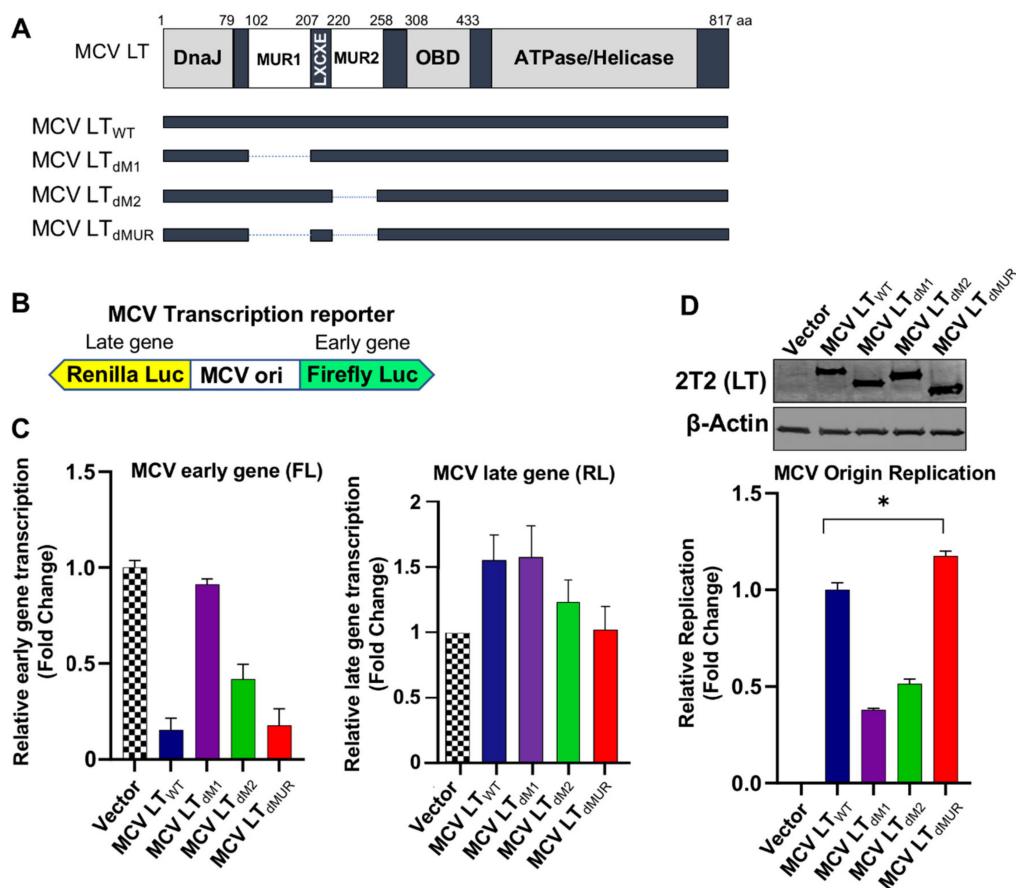 A
1 79 102 207 220 258 308 433 817 aa
MCV LT
DnaJ MUR1 LXCXE MUR2 OBD ATPase/Helicase
MCV LTWT
MCV LTdM1
MCV LTdM2
MCV LTdMUR
B
MCV Transcription reporter
Late gene Early gene
Renilla Luc MCV ori Firefly Luc
C
MCV early gene (FL)
Relative early gene transcription
(Fold Change)
1.5
1.0
0.5
0
Vector
MCV LTWT
MCV LTdM1
MCV LTdM2
MCV LTdMUR
MCV late gene (RL)
Relative late gene transcription
(Fold Change)
2
1.5
1
0.5
0
Vector
MCV LTWT
MCV LTdM1
MCV LTdM2
MCV LTdMUR
D
Vector
MCV LTWT
MCV LTdM1
MCV LTdM2
MCV LTdMUR
2T2 (LT)
β-Actin
MCV Origin Replication
Relative Replication
(Fold Change)
1.5
1.0
0.5
0.0
*
Vector
MCV LTWT
MCV LTdM1
MCV LTdM2
MCV LTdMUR